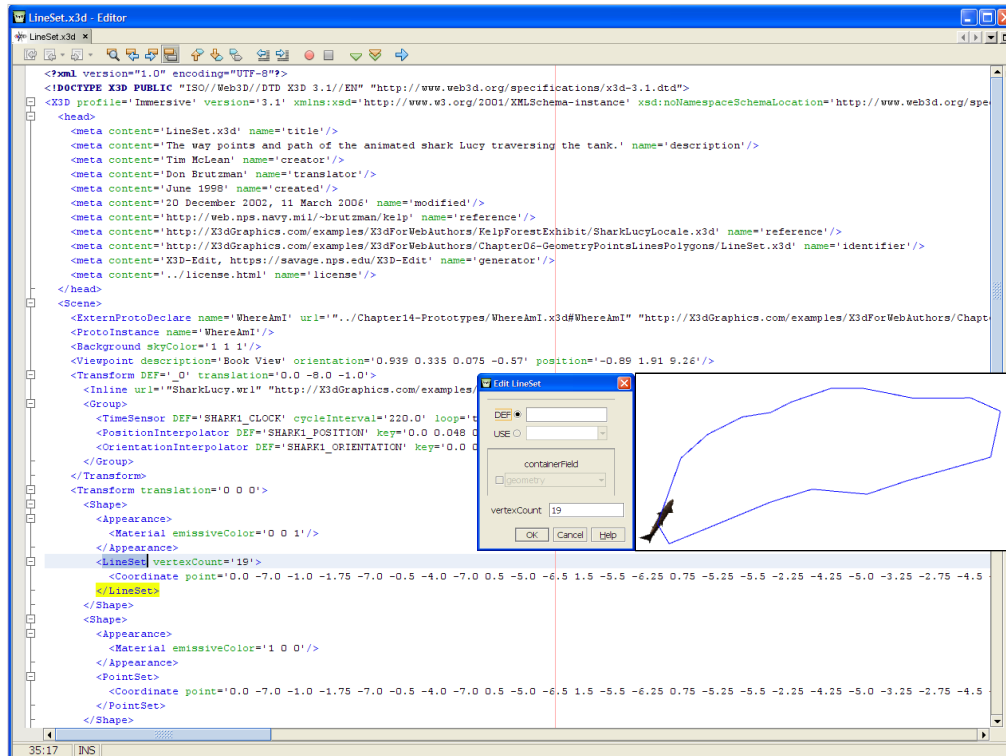 LineSet.x3d - Editor
LineSet.x3d
<?xml version="1.0" encoding="UTF-8"?>
<!DOCTYPE X3D PUBLIC "ISO//Web3D//DTD X3D 3.1//EN" "http://www.web3d.org/specifications/x3d-3.1.dtd">
<X3D profile='Immersive' version='3.1' xmlns:xsd='http://www.w3.org/2001/XMLSchema-instance' xsd:noNamespaceSchemaLocation='http://www.web3d.org/spe
<head>
<meta content='LineSet.x3d' name='title'/>
<meta content='The way points and path of the animated shark Lucy traversing the tank.' name='description'/>
<meta content='Tim McLean' name='creator'/>
<meta content='Don Brutzman' name='translator'/>
<meta content='June 1998' name='created'/>
<meta content='20 December 2002, 11 March 2006' name='modified'/>
<meta content='http://web.nps.navy.mil/~brutzman/kelp' name='reference'/>
<meta content='http://X3dGraphics.com/examples/X3dForWebAuthors/KelpForestExhibit/SharkLucyLocale.x3d' name='reference'/>
<meta content='http://X3dGraphics.com/examples/X3dForWebAuthors/Chapter06-GeometryPointsLinesPolygons/LineSet.x3d' name='identifier'/>
<meta content='X3D-Edit, https://savage.nps.edu/X3D-Edit' name='generator'/>
<meta content='../license.html' name='license'/>
</head>
<Scene>
<ExternProtoDeclare name='WhereAmI' url='"../Chapter14-Prototypes/WhereAmI.x3d#WhereAmI" "http://X3dGraphics.com/examples/X3dForWebAuthors/Chapt
<ProtoInstance name='WhereAmI'/>
<Background skyColor='1 1 1'/>
<Viewpoint description='Book View' orientation='0.939 0.335 0.075 -0.57' position='-0.89 1.91 9.26'/>
<Transform DEF='_0' translation='0.0 -8.0 -1.0'>
<Inline url='"SharkLucy.wrl" "http://X3dGraphics.com/examples/
<Group>
<TimeSensor DEF='SHARK1_CLOCK' cycleInterval='220.0' loop='t
<PositionInterpolator DEF='SHARK1_POSITION' key='0.0 0.048 0
<OrientationInterpolator DEF='SHARK1_ORIENTATION' key='0.0 0
</Group>
</Transform>
<Transform translation='0 0 0'>
<Shape>
<Appearance>
<Material emissiveColor='0 0 1'/>
</Appearance>
<LineSet vertexCount='19'>
<Coordinate point='0.0 -7.0 -1.0 -1.75 -7.0 -0.5 -4.0 -7.0 0.5 -5.0 -6.5 1.5 -5.5 -6.25 0.75 -5.25 -5.5 -2.25 -4.25 -5.0 -3.25 -2.75 -4.5 -
</LineSet>
</Shape>
<Shape>
<Appearance>
<Material emissiveColor='1 0 0'/>
</Appearance>
<PointSet>
<Coordinate point='0.0 -7.0 -1.0 -1.75 -7.0 -0.5 -4.0 -7.0 0.5 -5.0 -6.5 1.5 -5.5 -6.25 0.75 -5.25 -5.5 -2.25 -4.25 -5.0 -3.25 -2.75 -4.5 -
</PointSet>
</Shape>
Edit LineSet
DEF
USE
containerField
geometry
vertexCount 19
OK Cancel Help
35:17 INS